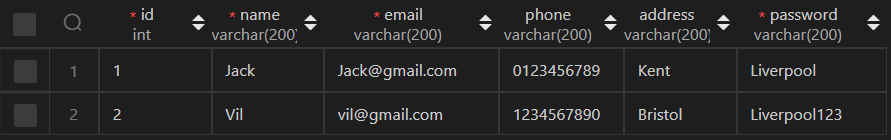 * id * name * email phone address * password
int varchar(200) varchar(200) varchar(200) varchar(200) varchar(200)
1 1 Jack Jack@gmail.com 0123456789 Kent Liverpool
2 2 Vil vil@gmail.com 1234567890 Bristol Liverpool123